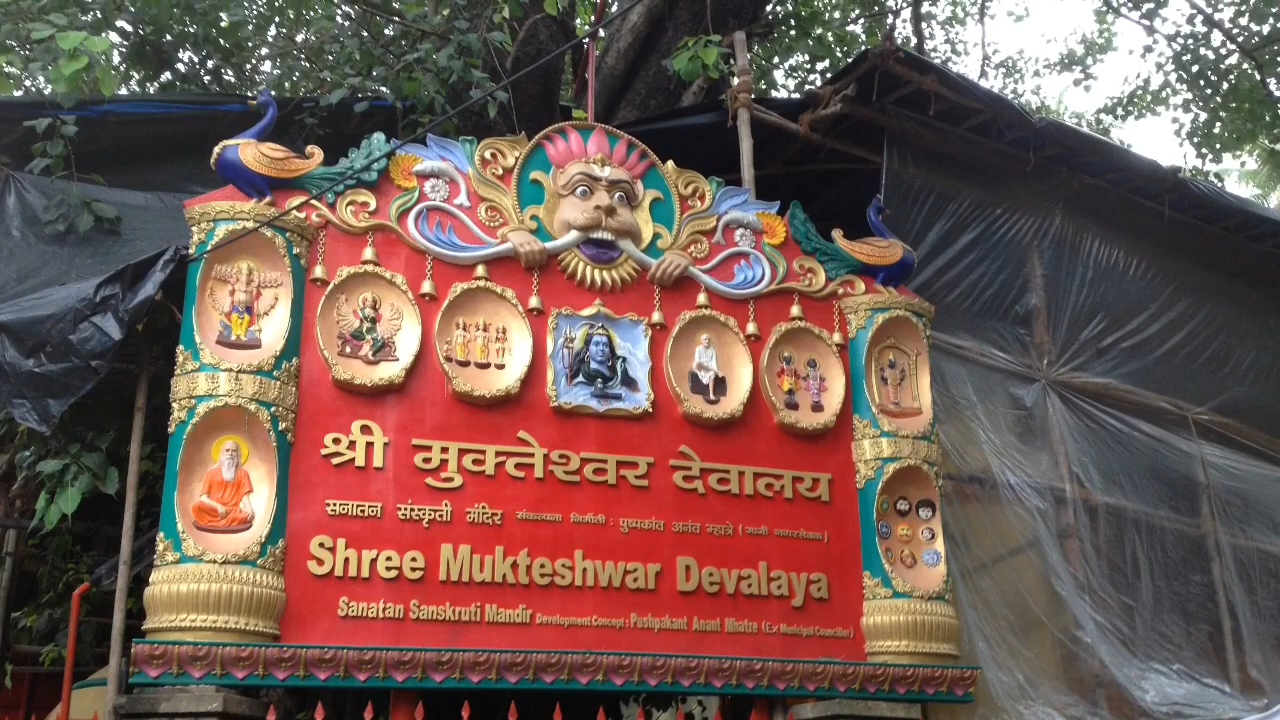 श्री मुक्तेश्वर देवालय
सनातन संस्कृती मंदिर संकल्पना निर्मीती : पुष्पकांत अनंत म्हात्रे (माजी नगरसेवक)
Shree Mukteshwar Devalaya
Sanatan Sanskruti Mandir Development Concept : Pushpakant Anant Mhatre (Ex. Municipal Councillor)